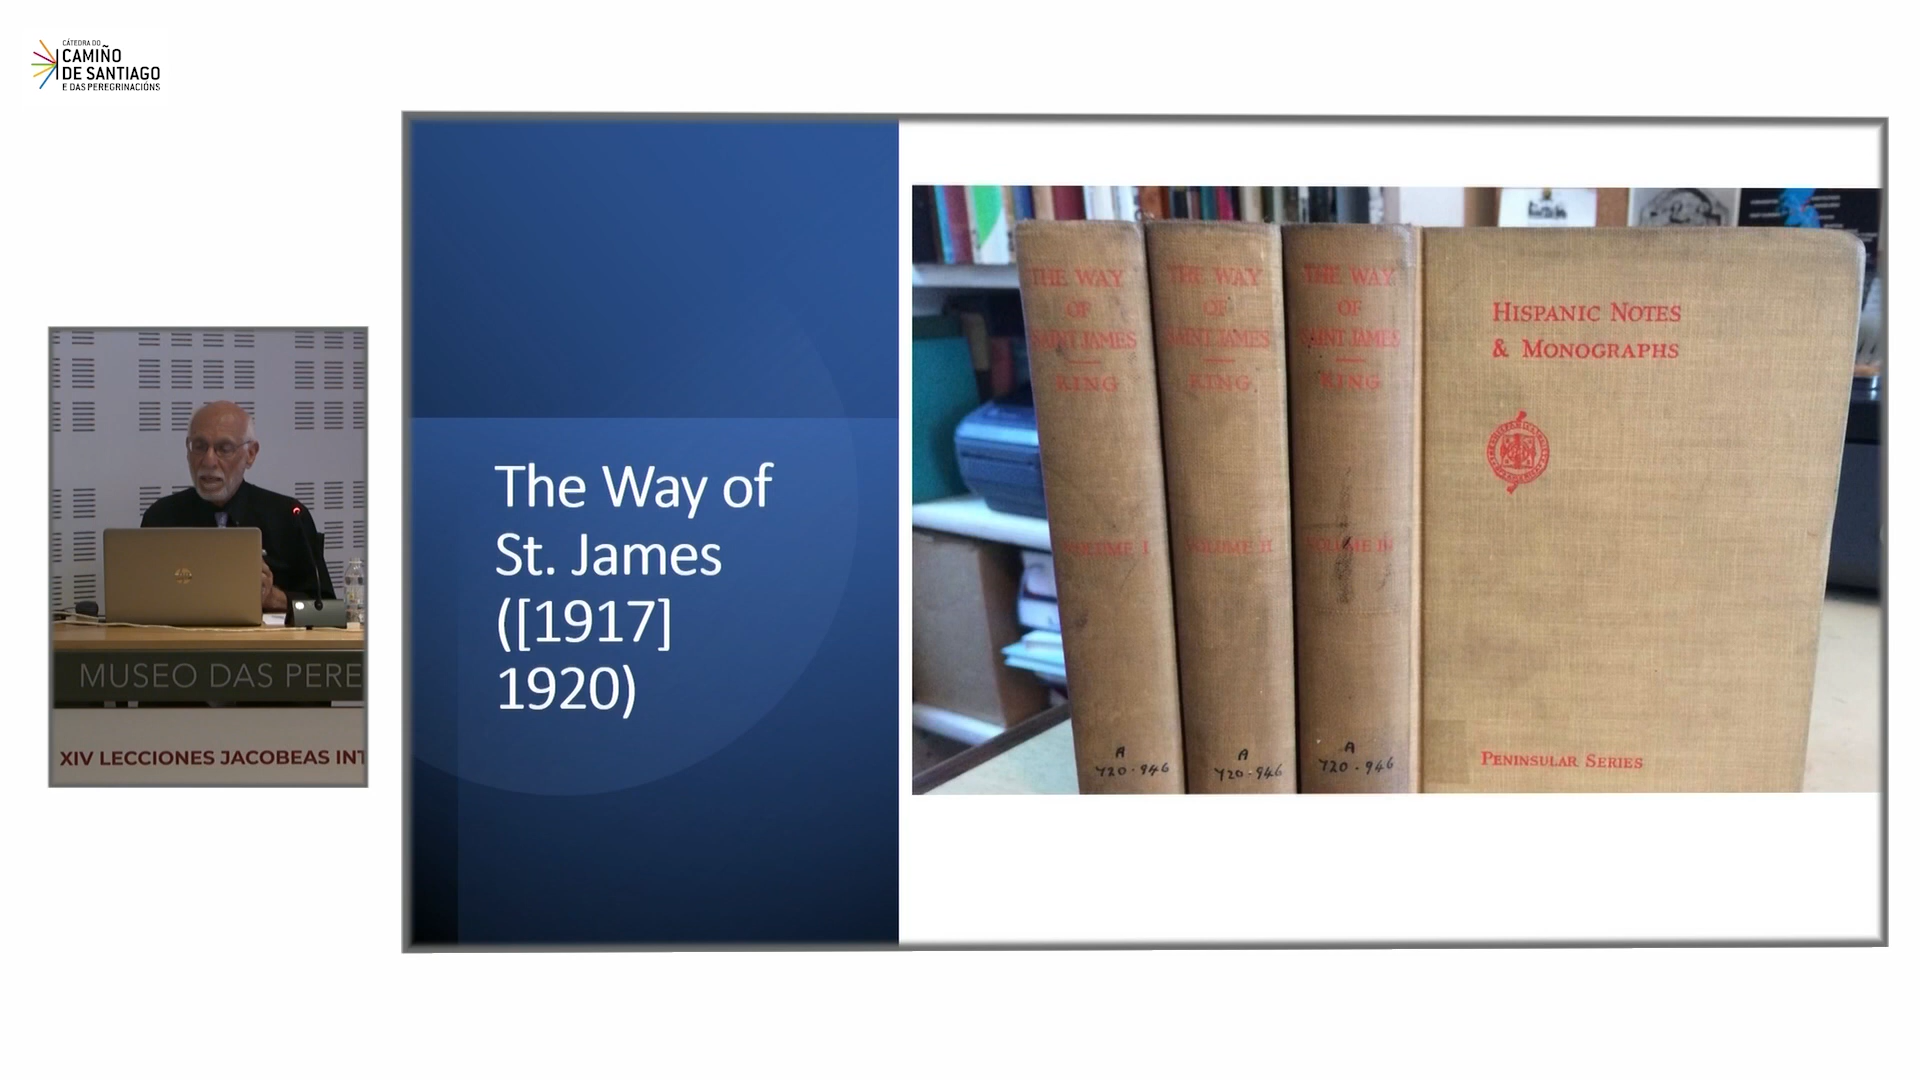 CÁTEDRA DO
CAMIÑO
DE SANTIAGO
E DAS PEREGRINACIÓNS
MUSEO DAS PERE
XIV LECCIONES JACOBEAS INT
The Way of
St. James
([1917]
1920)
THE WAY
OF
SAINT JAMES
KING
VOLUME I
A
720.946
THE WAY
OF
SAINT JAMES
KING
VOLUME II
A
720.946
THE WAY
OF
SAINT JAMES
KING
VOLUME III
A
720.946
HISPANIC NOTES
& MONOGRAPHS
PENINSULAR SERIES